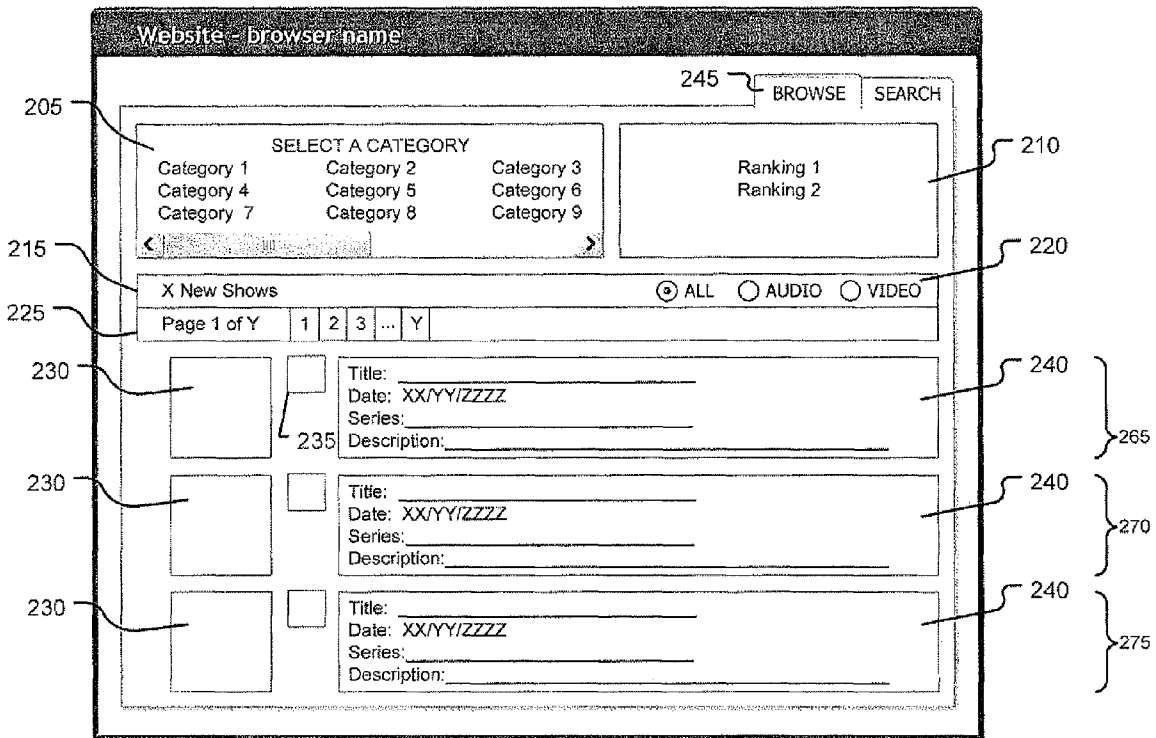 Website - browser name
245 BROWSE SEARCH
205
SELECT A CATEGORY
Category 1 Category 2 Category 3
Category 4 Category 5 Category 6
Category 7 Category 8 Category 9
< >
Ranking 1
Ranking 2
210
215
X New Shows ALL AUDIO VIDEO
220
225
Page 1 of Y 1 2 3 ... Y
230
235
Title:
Date: XX/YY/ZZZZ
Series:
Description:
240
265
230
Title:
Date: XX/YY/ZZZZ
Series:
Description:
240
270
230
Title:
Date: XX/YY/ZZZZ
Series:
Description:
240
275